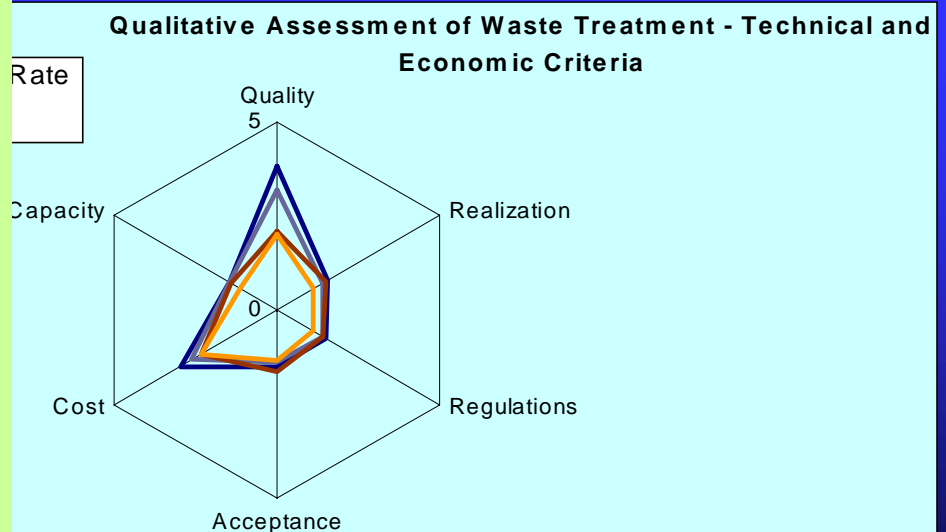 Qualitative Assessment of Waste Treatment - Technical and
Economic Criteria
Rate
Quality
5
Capacity
Realization
0
Cost
Regulations
Acceptance